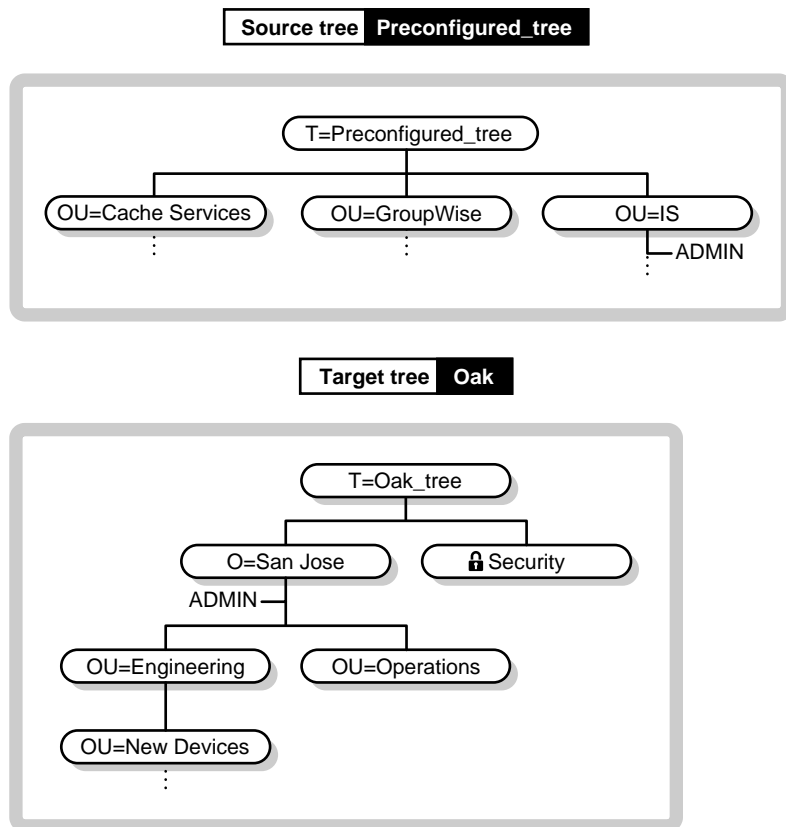 Source tree Preconfigured_tree
T=Preconfigured_tree
OU=Cache Services OU=GroupWise OU=IS
ADMIN
Target tree Oak
T=Oak_tree
O=San Jose Security
ADMIN
OU=Engineering OU=Operations
OU=New Devices